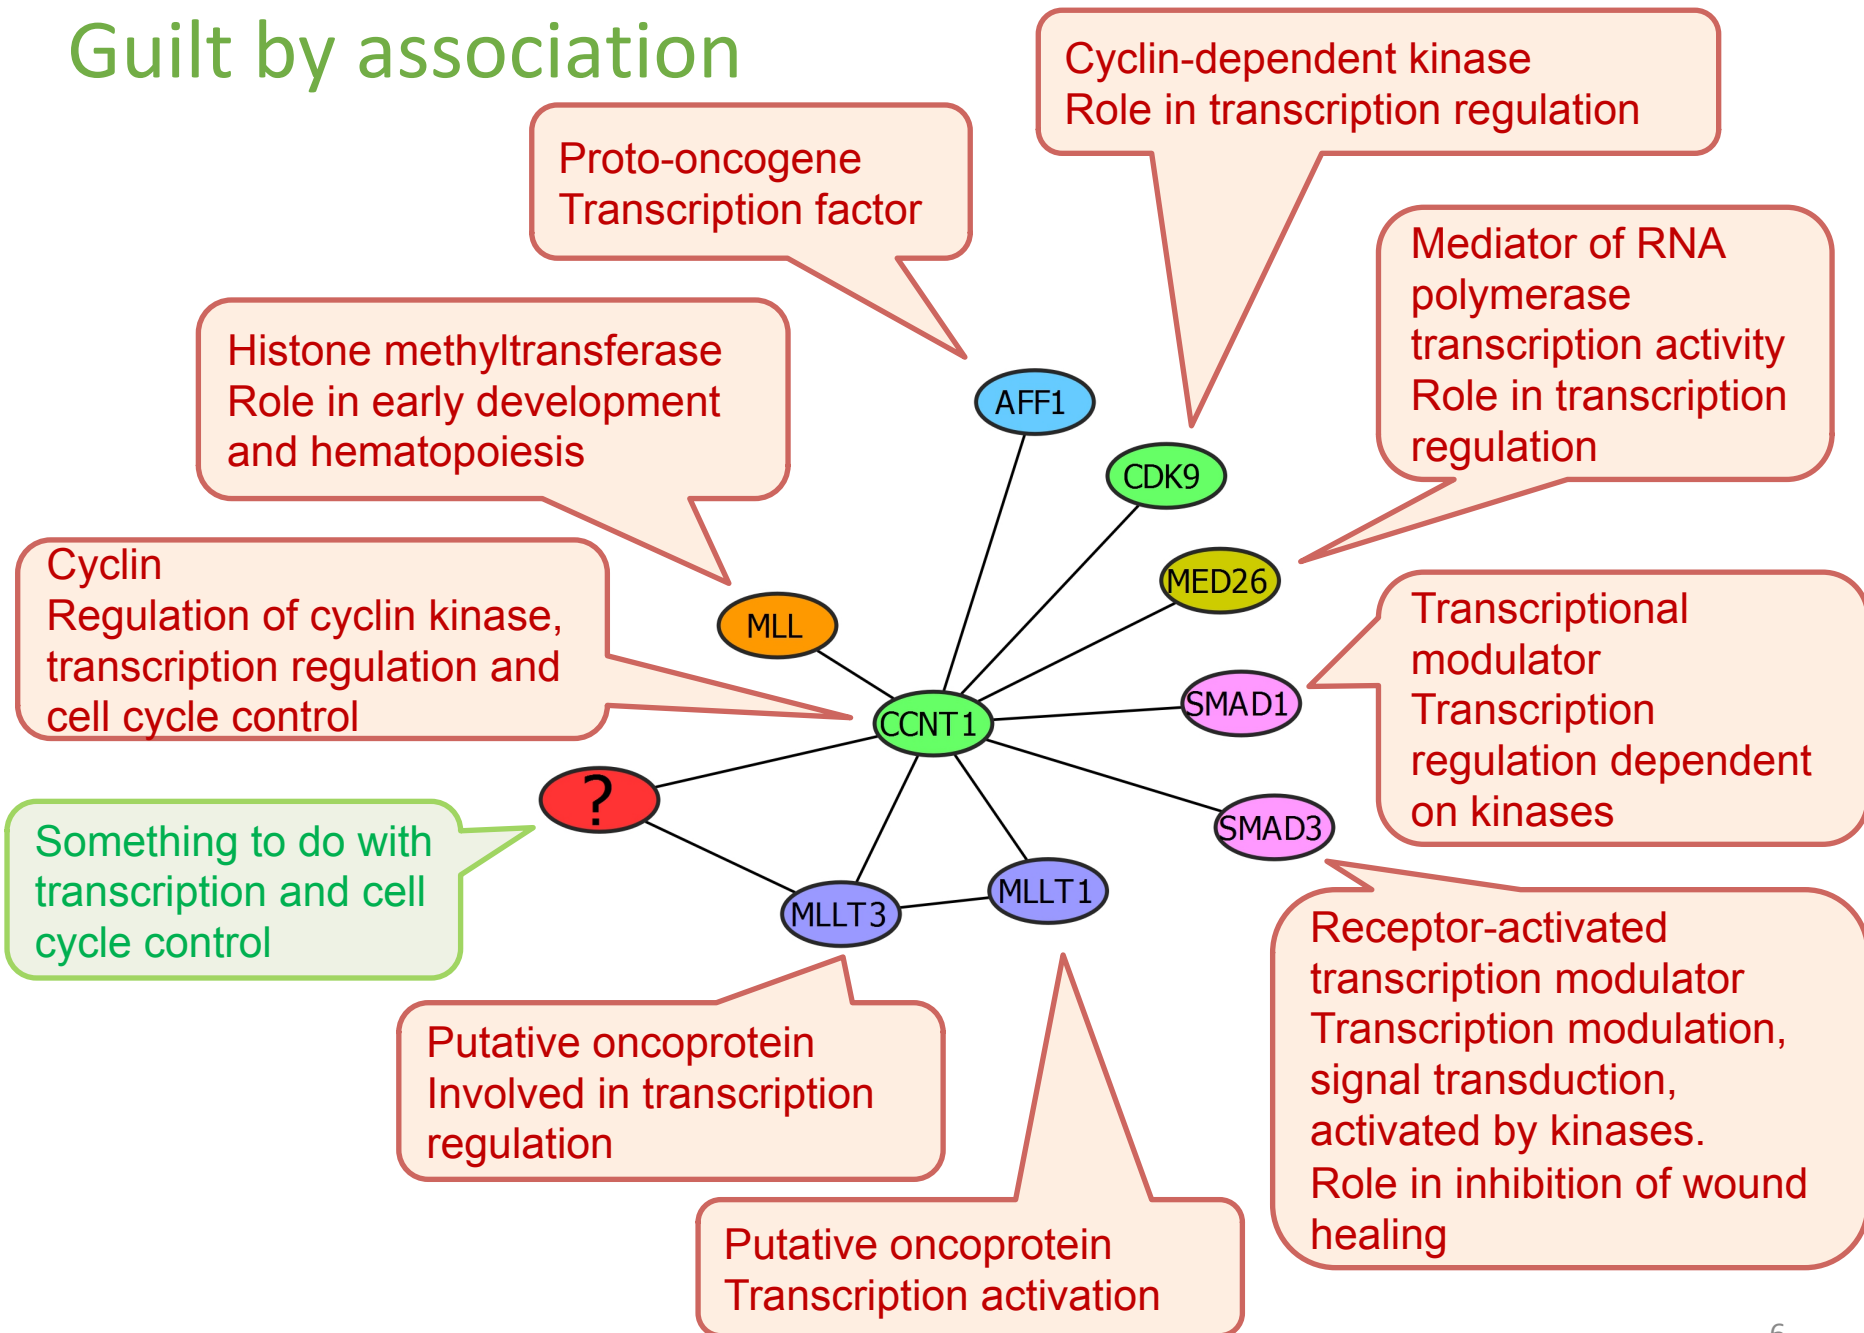 Guilt by association
Cyclin-dependent kinase
Role in transcription regulation
Proto-oncogene
Transcription factor
Mediator of RNA
polymerase
transcription activity
Role in transcription
regulation
Histone methyltransferase
Role in early development
and hematopoiesis
AFF1
CDK9
MED26
Cyclin
Regulation of cyclin kinase,
transcription regulation and
cell cycle control
MLL
Transcriptional
modulator
Transcription
regulation dependent
on kinases
SMAD1
CCNT1
?
SMAD3
Something to do with
transcription and cell
cycle control
MLLT1
MLLT3
Receptor-activated
transcription modulator
Transcription modulation,
signal transduction,
activated by kinases.
Role in inhibition of wound
healing
Putative oncoprotein
Involved in transcription
regulation
Putative oncoprotein
Transcription activation
6